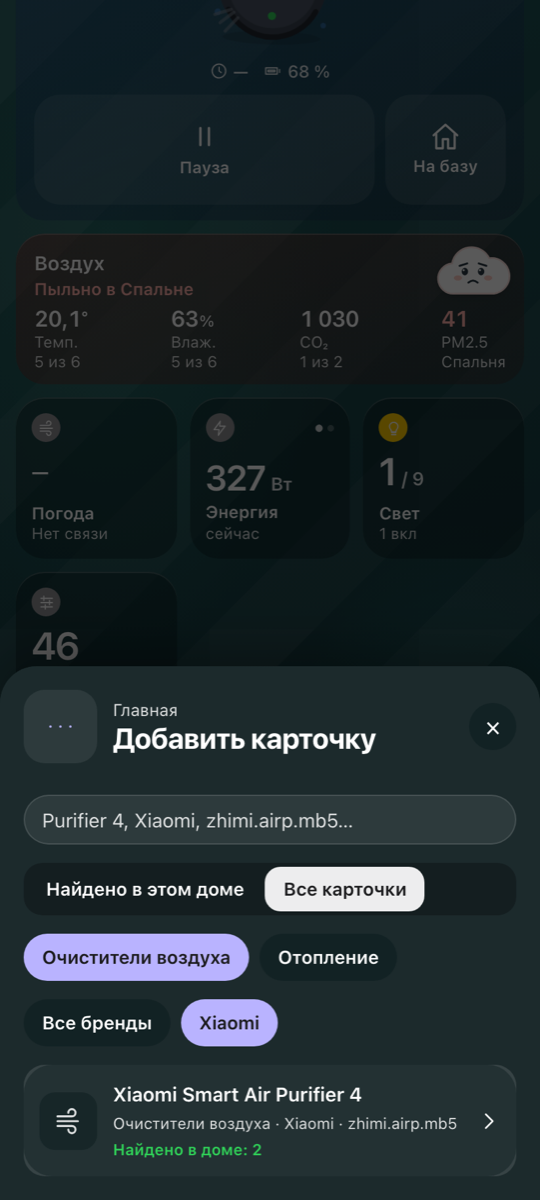 — 68 %
Пауза
На базу
Воздух
Пыльно в Спальне
20,1° 63% 1 030 41
Темп. Влаж. CO₂ PM2.5
5 из 6 5 из 6 1 из 2 Спальня
—
Погода
Нет связи
327 Вт
Энергия
сейчас
1 / 9
Свет
1 вкл
46
...
Главная
Добавить карточку
×
Purifier 4, Xiaomi, zhimi.airp.mb5...
Найдено в этом доме Все карточки
Очистители воздуха Отопление
Все бренды Xiaomi
Xiaomi Smart Air Purifier 4
Очистители воздуха · Xiaomi · zhimi.airp.mb5
Найдено в доме: 2